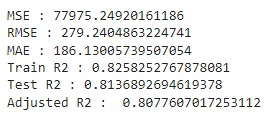 MSE : 77975.24920161186
RMSE : 279.2404863224741
MAE : 186.13005739507054
Train R2 : 0.8258252767878081
Test R2 : 0.8136892694619378
Adjusted R2 :  0.8077607017253112